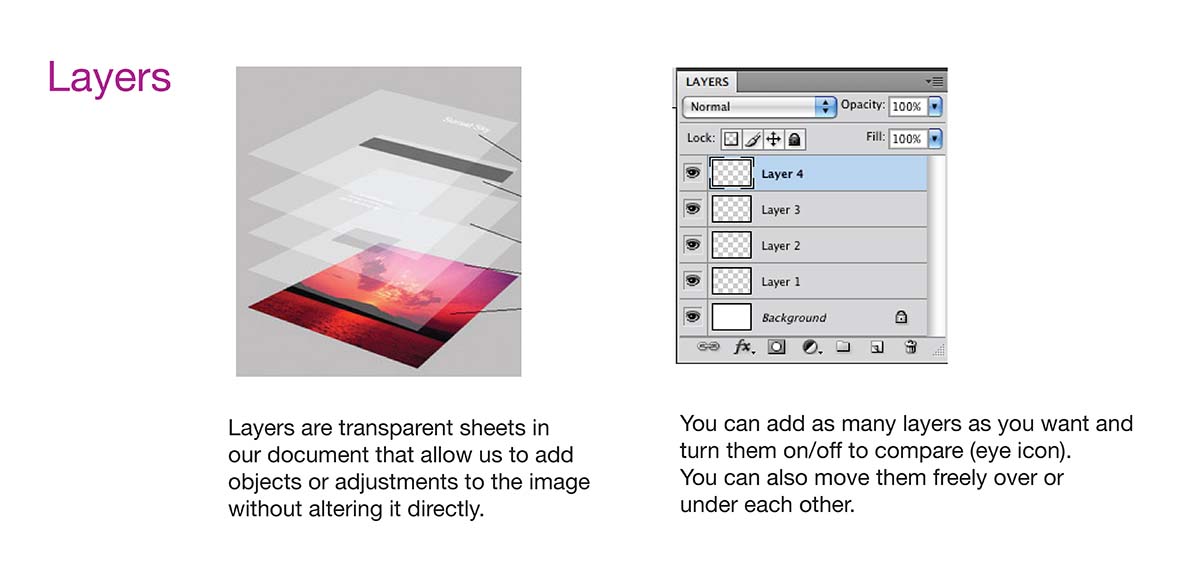 Layers
Sunset Sky
Layers are transparent sheets in
our document that allow us to add
objects or adjustments to the image
without altering it directly.
LAYERS
Normal
Opacity: 100%
Lock:
Fill: 100%
Layer 4
Layer 3
Layer 2
Layer 1
Background
fx
You can add as many layers as you want and
turn them on/off to compare (eye icon).
You can also move them freely over or
under each other.